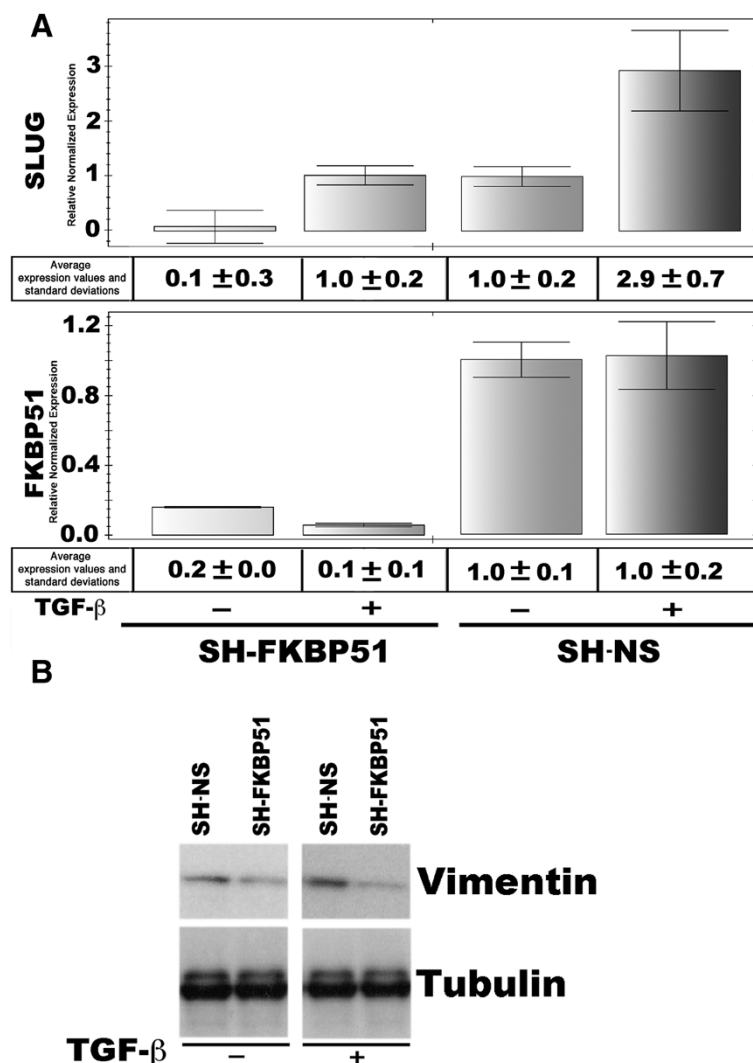 A
SLUG
Relative Normalized Expression
3
2
1
0
Average
expression values and
standard deviations
0.1 ±0.3
1.0 ±0.2
1.0 ±0.2
2.9 ±0.7
FKBP51
Relative Normalized Expression
1.2
0.8
0.4
0.0
Average
expression values and
standard deviations
0.2 ±0.0
0.1 ±0.1
1.0 ±0.1
1.0 ±0.2
TGF-β
– + – +
SH-FKBP51
SH-NS
B
SH-NS
SH-FKBP51
SH-NS
SH-FKBP51
Vimentin
Tubulin
TGF-β – +